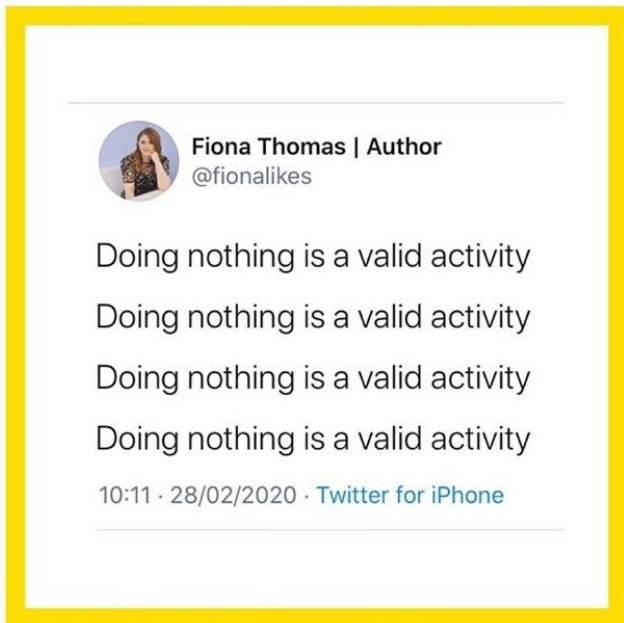 Fiona Thomas | Author
@fionalikes
Doing nothing is a valid activity
Doing nothing is a valid activity
Doing nothing is a valid activity
Doing nothing is a valid activity
10:11 · 28/02/2020 · Twitter for iPhone